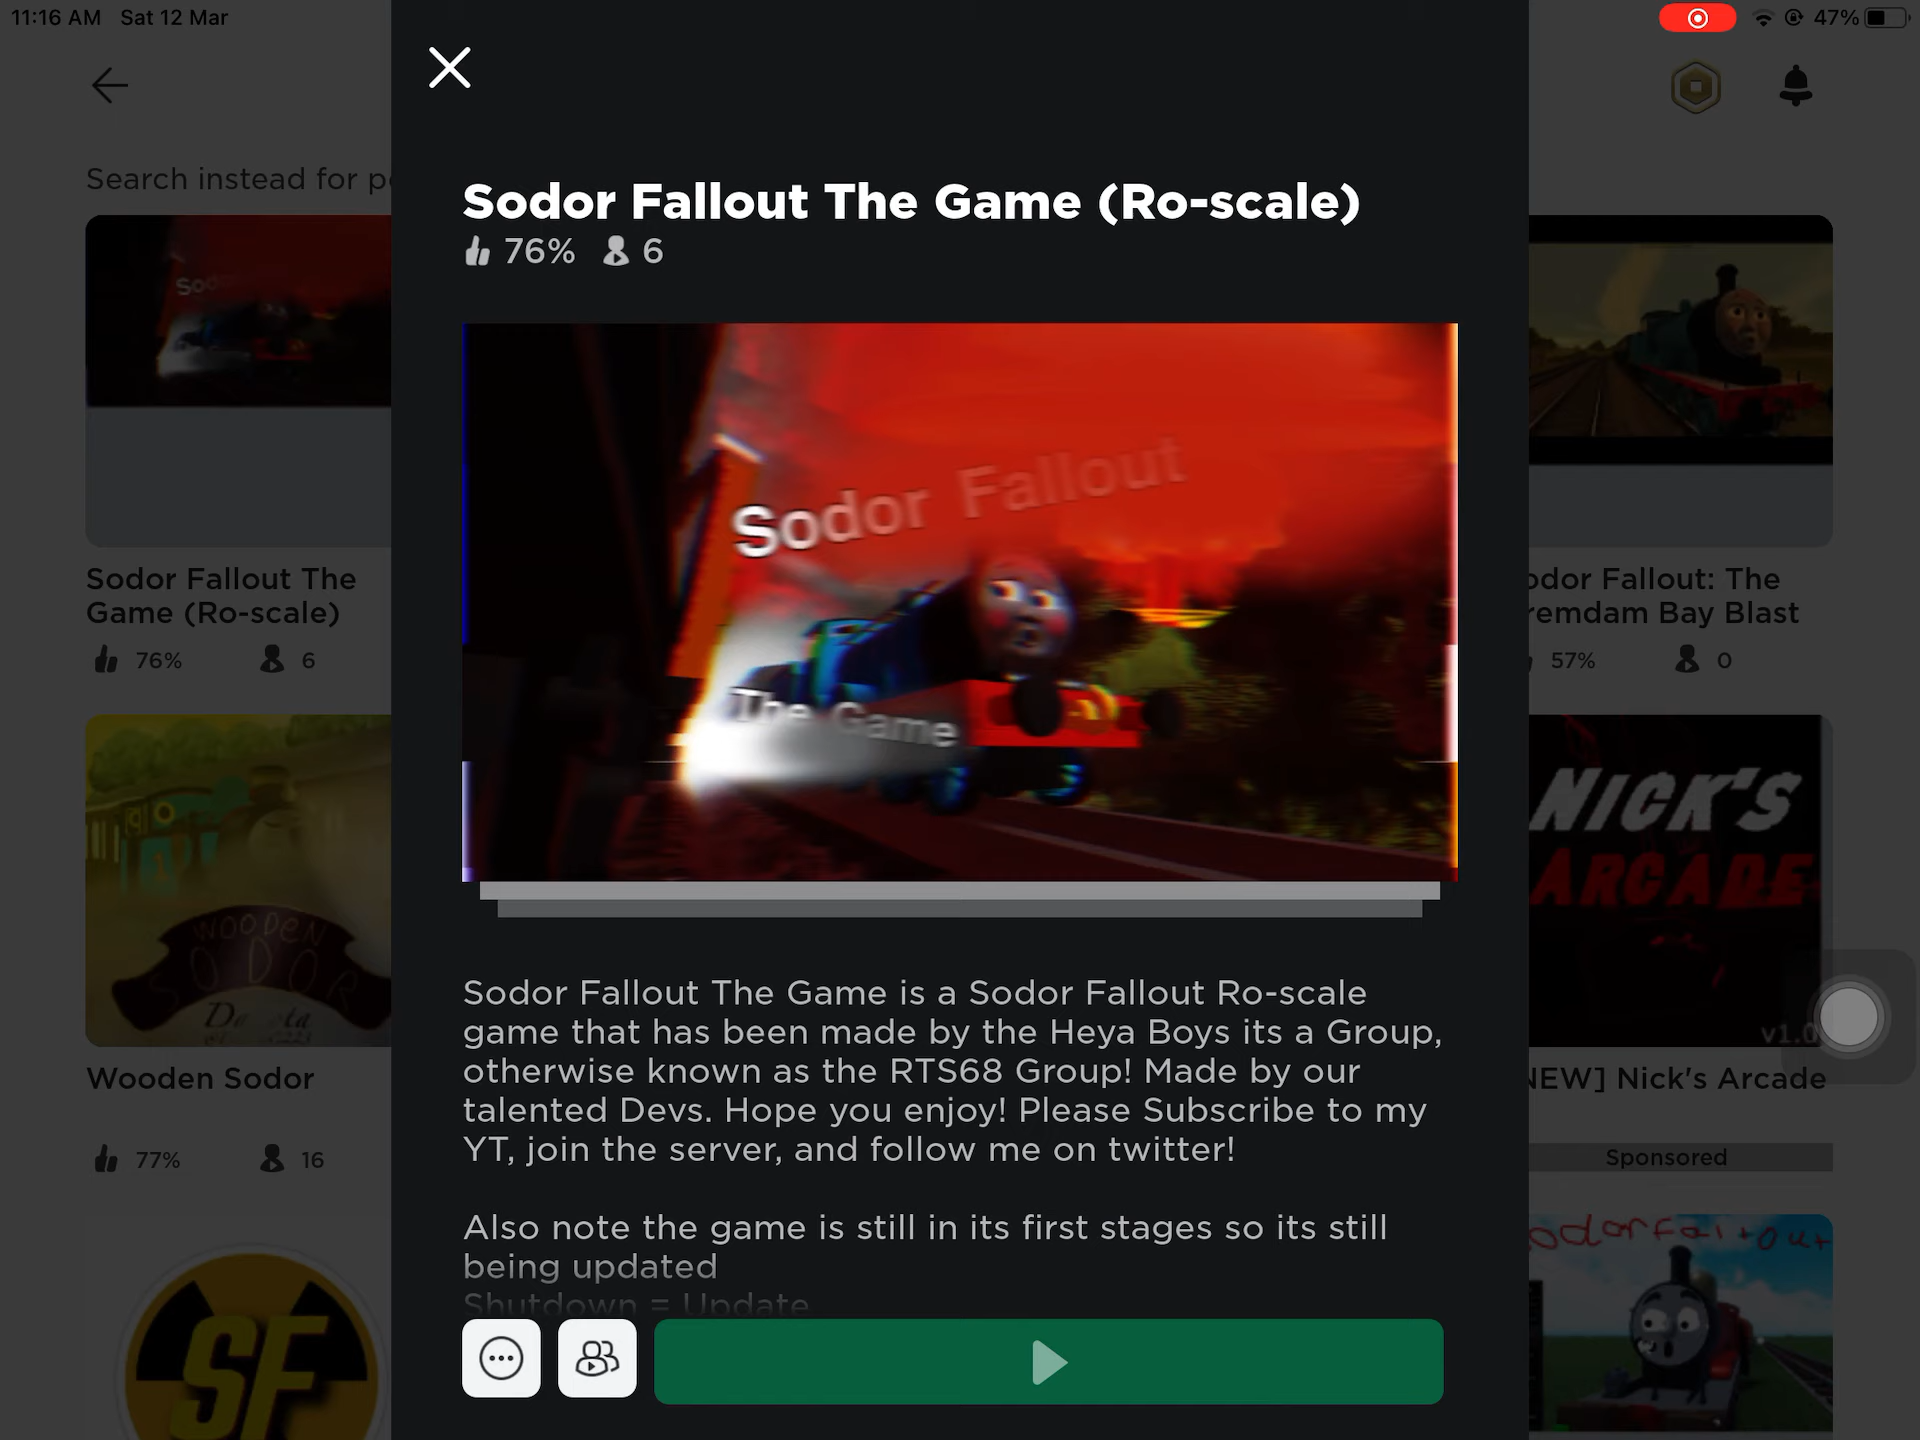 11:16 AM Sat 12 Mar
47%
Search instead for p
Sodor Fallout The Game (Ro-scale)
76% 6
Sodor Fallout
The Game
Sodor Fallout The
Game (Ro-scale)
76% 6
odor Fallout: The
remdam Bay Blast
57% 0
WOODEN
SODOR
Wooden Sodor
77% 16
NICK'S
ARCADE
v1.0
NEW] Nick's Arcade
Sponsored
Sodor Fallout The Game is a Sodor Fallout Ro-scale
game that has been made by the Heya Boys its a Group,
otherwise known as the RTS68 Group! Made by our
talented Devs. Hope you enjoy! Please Subscribe to my
YT, join the server, and follow me on twitter!
Also note the game is still in its first stages so its still
being updated
Shutdown = Update
SF
odor Fallout